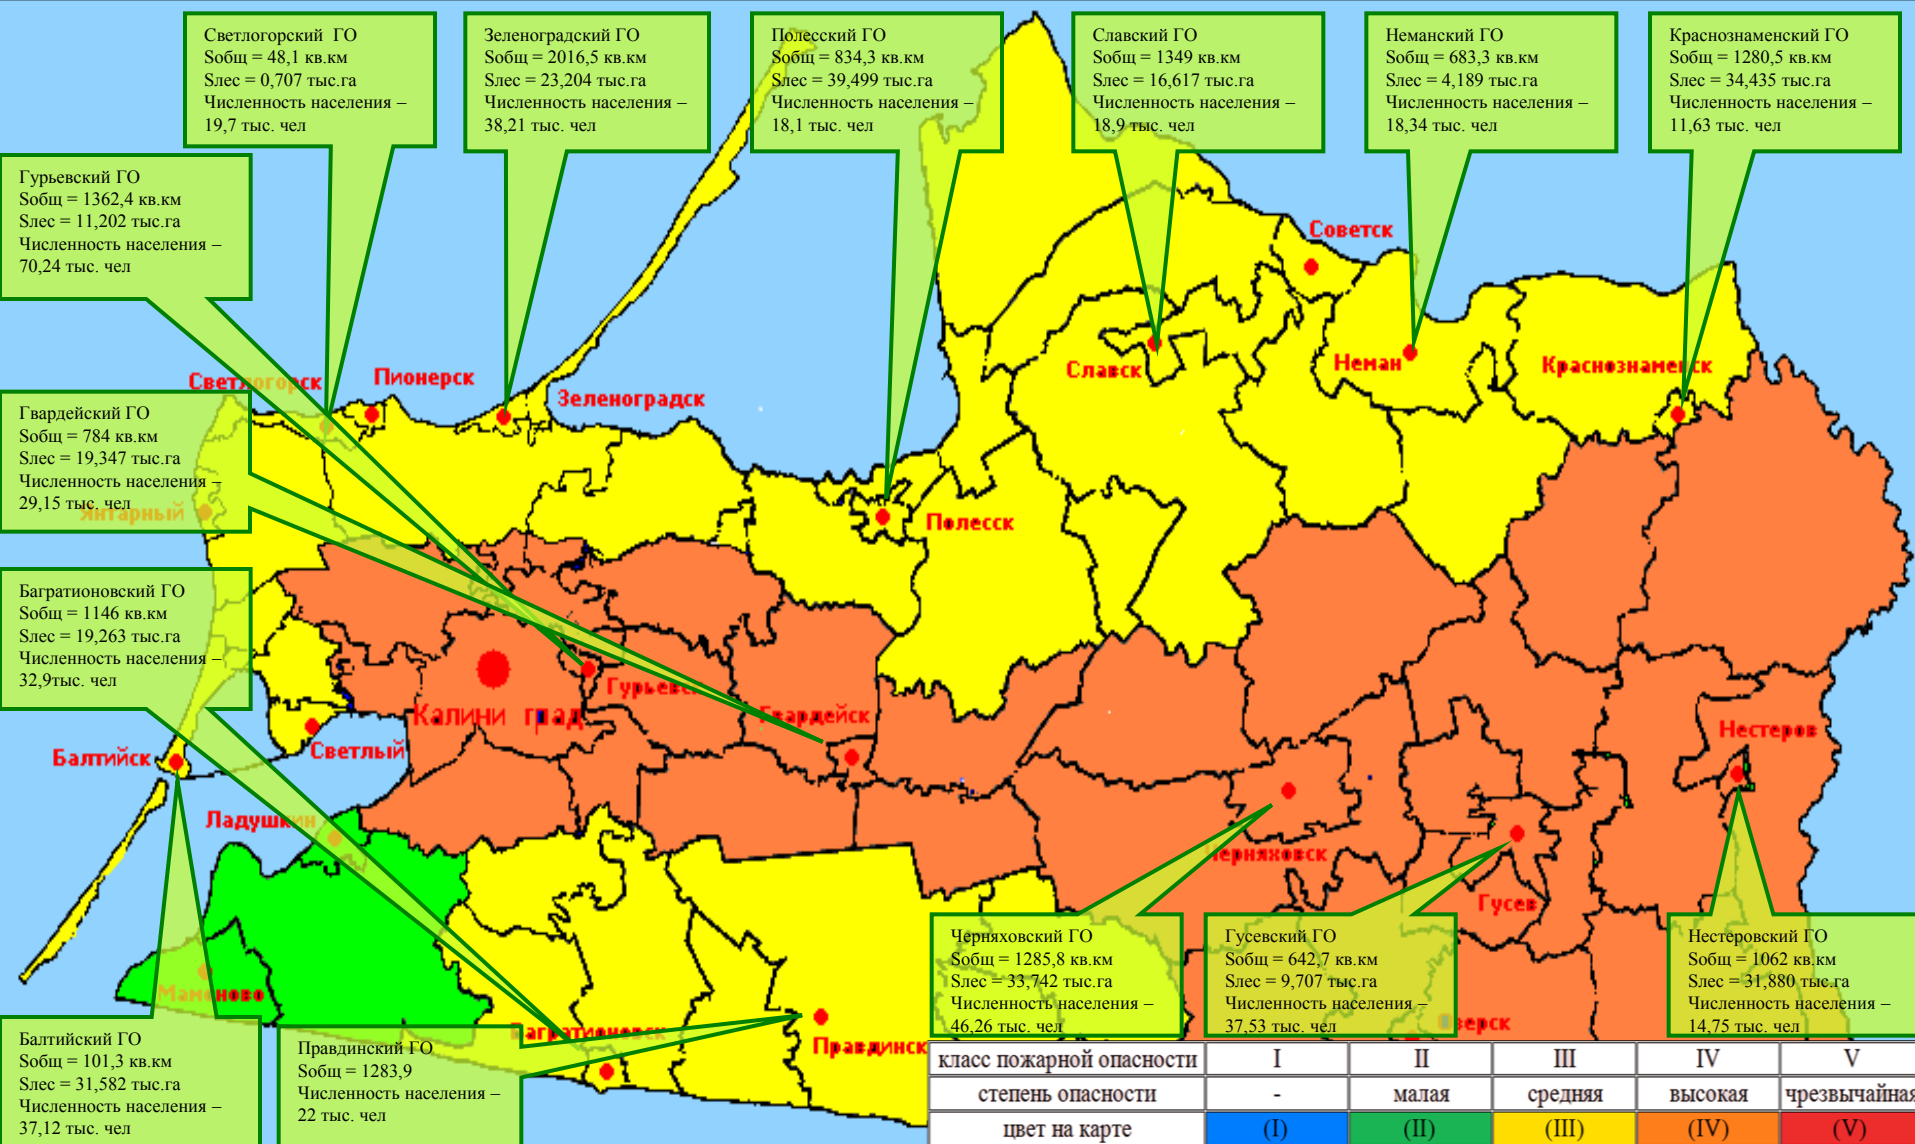 Светлогорский ГО
Sобщ = 48,1 кв.км
Sлес = 0,707 тыс.га
Численность населения –
19,7 тыс. чел
Зеленоградский ГО
Sобщ = 2016,5 кв.км
Sлес = 23,204 тыс.га
Численность населения –
38,21 тыс. чел
Полесский ГО
Sобщ = 834,3 кв.км
Sлес = 39,499 тыс.га
Численность населения –
18,1 тыс. чел
Славский ГО
Sобщ = 1349 кв.км
Sлес = 16,617 тыс.га
Численность населения –
18,9 тыс. чел
Неманский ГО
Sобщ = 683,3 кв.км
Sлес = 4,189 тыс.га
Численность населения –
18,34 тыс. чел
Краснознаменский ГО
Sобщ = 1280,5 кв.км
Sлес = 34,435 тыс.га
Численность населения –
11,63 тыс. чел
Гурьевский ГО
Sобщ = 1362,4 кв.км
Sлес = 11,202 тыс.га
Численность населения –
70,24 тыс. чел
Советск
Славск
Неман
Краснознаменск
Светлогорск
Пионерск
Зеленоградск
Гвардейский ГО
Sобщ = 784 кв.км
Sлес = 19,347 тыс.га
Численность населения –
29,15 тыс. чел
Янтарный
Полесск
Багратионовский ГО
Sобщ = 1146 кв.км
Sлес = 19,263 тыс.га
Численность населения –
32,9тыс. чел
Гурьевск
Калини град
Гвардейск
Нестеров
Светлый
Балтийск
Ладушкин
Черняховск
Гусев
Мамоново
Багратионовск
Правдинск
Озерск
Черняховский ГО
Sобщ = 1285,8 кв.км
Sлес = 33,742 тыс.га
Численность населения –
46,26 тыс. чел
Гусевский ГО
Sобщ = 642,7 кв.км
Sлес = 9,707 тыс.га
Численность населения –
37,53 тыс. чел
Нестеровский ГО
Sобщ = 1062 кв.км
Sлес = 31,880 тыс.га
Численность населения –
14,75 тыс. чел
Балтийский ГО
Sобщ = 101,3 кв.км
Sлес = 31,582 тыс.га
Численность населения –
37,12 тыс. чел
Правдинский ГО
Sобщ = 1283,9
Численность населения –
22 тыс. чел
класс пожарной опасности I II III IV V
степень опасности - малая средняя высокая чрезвычайная
цвет на карте (I) (II) (III) (IV) (V)